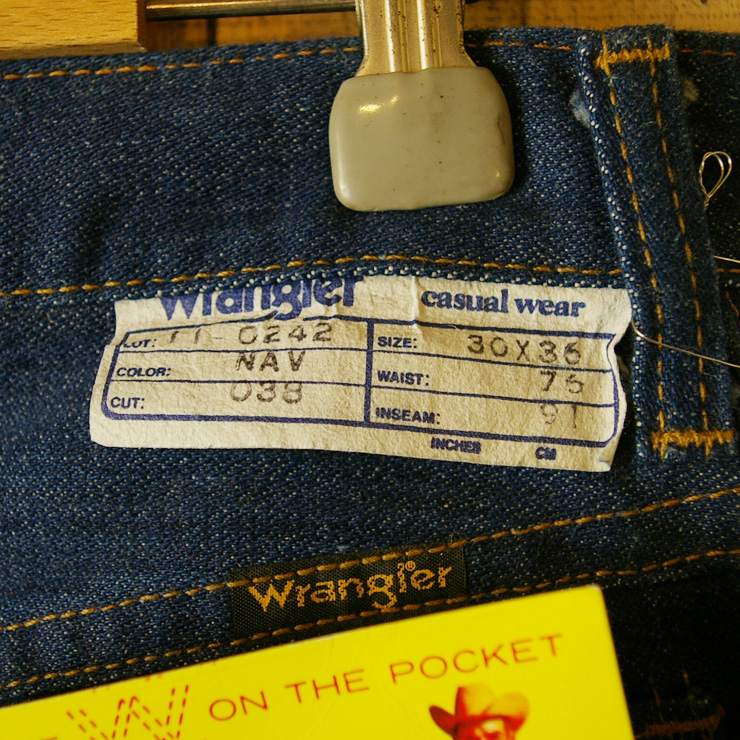 Wrangler casual wear
LOT: 11 0242
COLOR: NAV
CUT: 038
SIZE: 30X36
WAIST: 76
INSEAM: 91
INCHES CM
Wrangler®
W ON THE POCKET